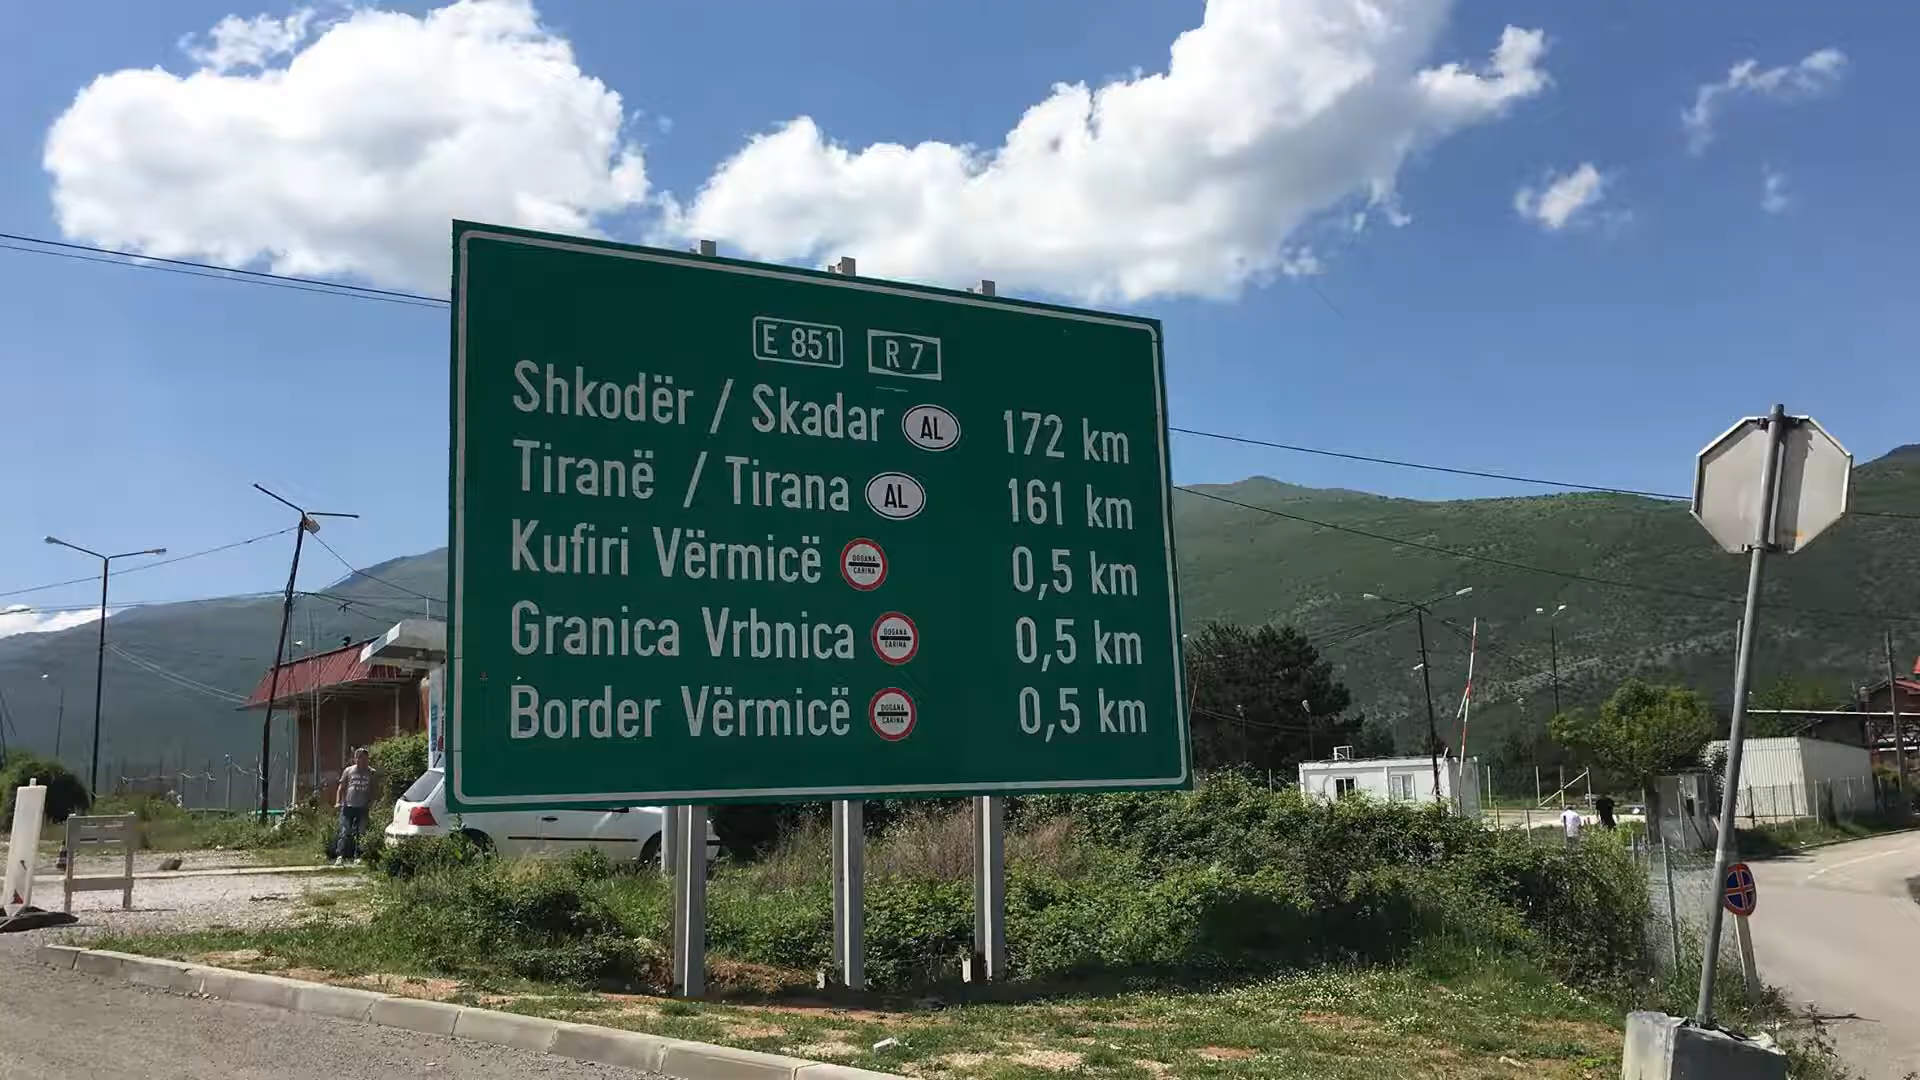 E 851 R 7
Shkodër / Skadar AL 172 km
Tiranë / Tirana AL 161 km
Kufiri Vërmicë DOGANA CARINA 0,5 km
Granica Vrbnica DOGANA CARINA 0,5 km
Border Vërmicë DOGANA CARINA 0,5 km